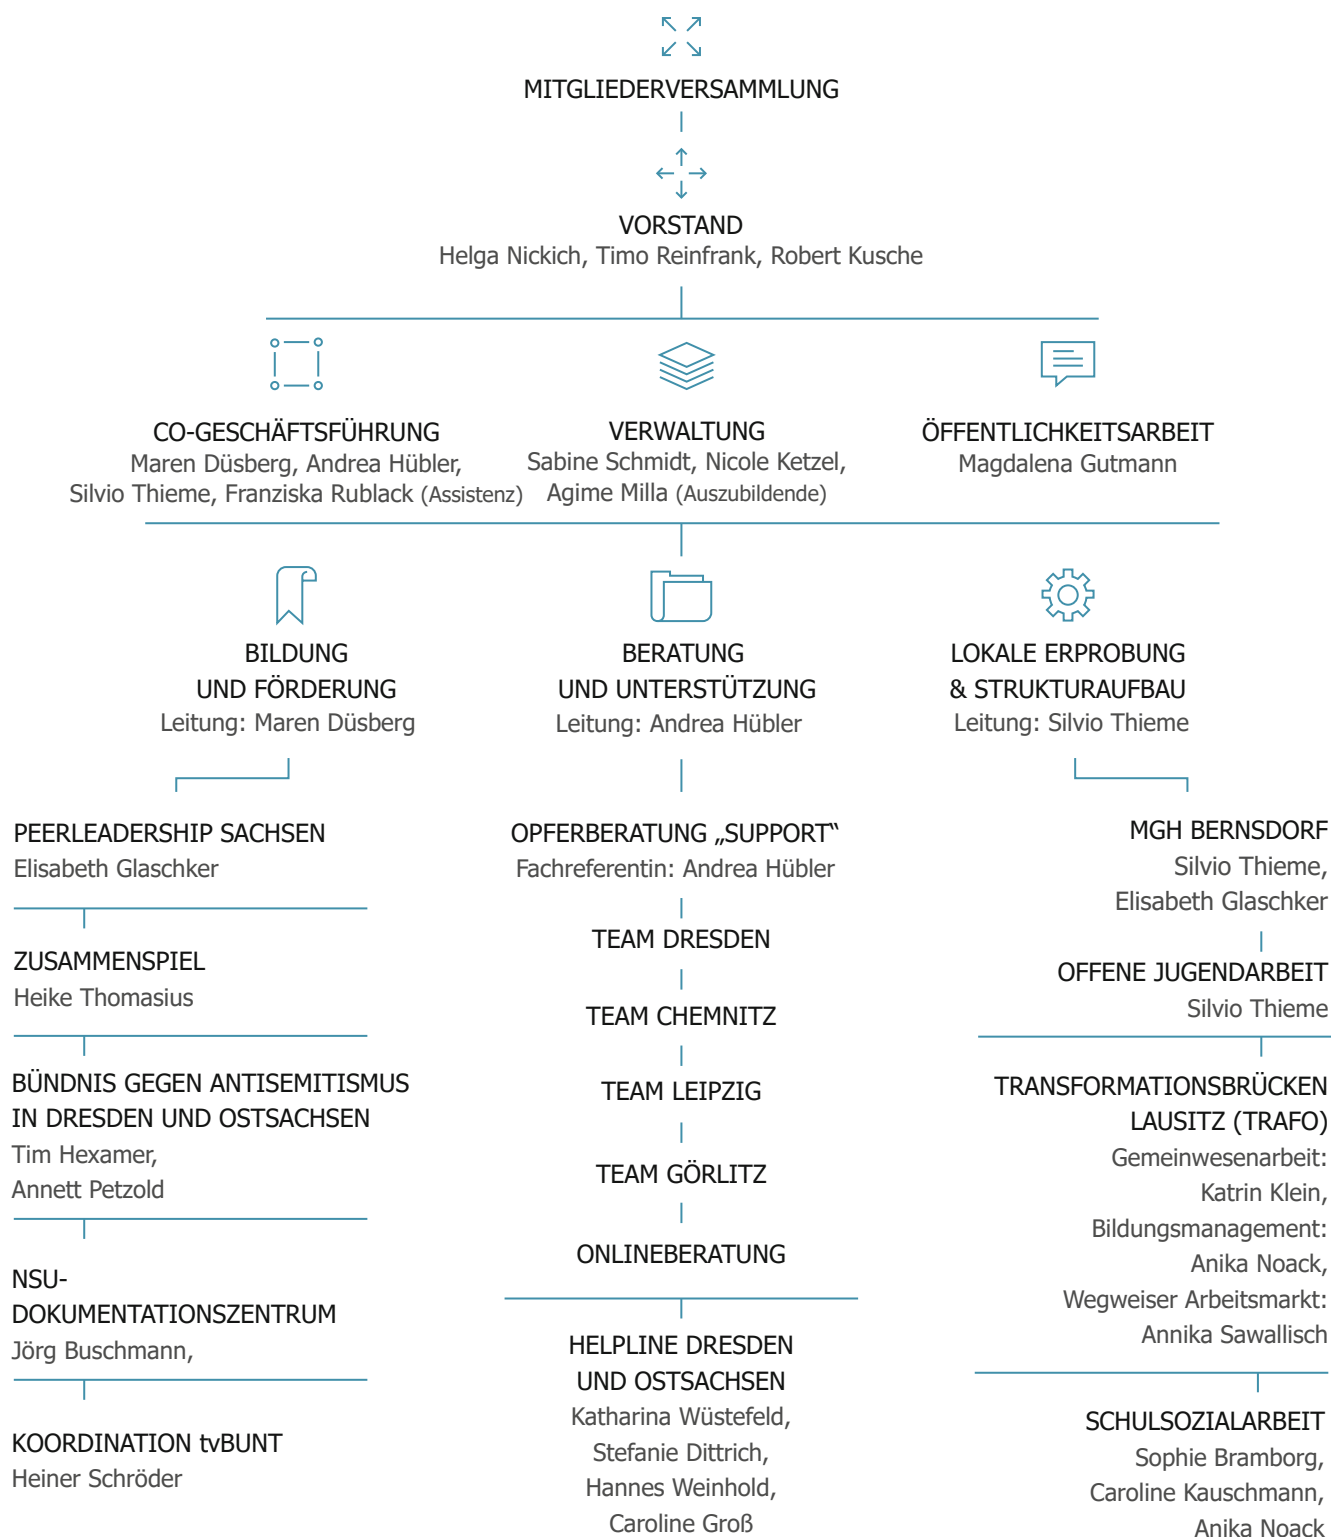 MITGLIEDERVERSAMMLUNG
VORSTAND
Helga Nickich, Timo Reinfrank, Robert Kusche
CO-GESCHÄFTSFÜHRUNG
Maren Düsberg, Andrea Hübler,
Silvio Thieme, Franziska Rublack (Assistenz)
VERWALTUNG
Sabine Schmidt, Nicole Ketzel,
Agime Milla (Auszubildende)
ÖFFENTLICHKEITSARBEIT
Magdalena Gutmann
BILDUNG
UND FÖRDERUNG
Leitung: Maren Düsberg
BERATUNG
UND UNTERSTÜTZUNG
Leitung: Andrea Hübler
LOKALE ERPROBUNG
& STRUKTURAUFBAU
Leitung: Silvio Thieme
PEERLEADERSHIP SACHSEN
Elisabeth Glaschker
ZUSAMMENSPIEL
Heike Thomasius
BÜNDNIS GEGEN ANTISEMITISMUS
IN DRESDEN UND OSTSACHSEN
Tim Hexamer,
Annett Petzold
NSU-
DOKUMENTATIONSZENTRUM
Jörg Buschmann,
KOORDINATION tvBUNT
Heiner Schröder
OPFERBERATUNG „SUPPORT“
Fachreferentin: Andrea Hübler
TEAM DRESDEN
TEAM CHEMNITZ
TEAM LEIPZIG
TEAM GÖRLITZ
ONLINEBERATUNG
HELPLINE DRESDEN
UND OSTSACHSEN
Katharina Wüstefeld,
Stefanie Dittrich,
Hannes Weinhold,
Caroline Groß
MGH BERNSDORF
Silvio Thieme,
Elisabeth Glaschker
OFFENE JUGENDARBEIT
Silvio Thieme
TRANSFORMATIONSBRÜCKEN
LAUSITZ (TRAFO)
Gemeinwesenarbeit:
Katrin Klein,
Bildungsmanagement:
Anika Noack,
Wegweiser Arbeitsmarkt:
Annika Sawallisch
SCHULSOZIALARBEIT
Sophie Bramborg,
Caroline Kauschmann,
Anika Noack